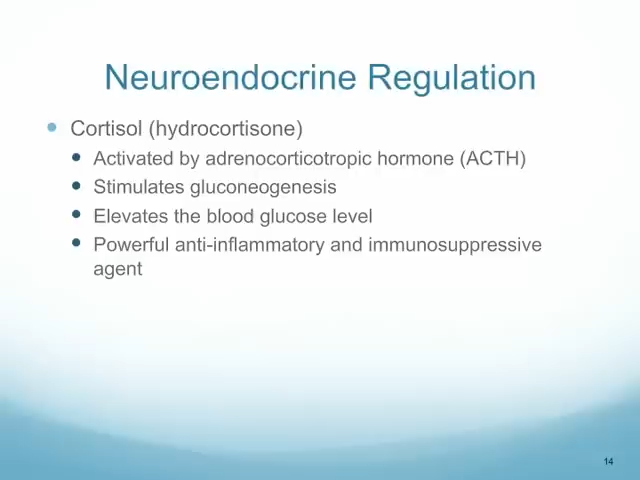 Neuroendocrine Regulation
Cortisol (hydrocortisone)
Activated by adrenocorticotropic hormone (ACTH)
Stimulates gluconeogenesis
Elevates the blood glucose level
Powerful anti-inflammatory and immunosuppressive
agent
14